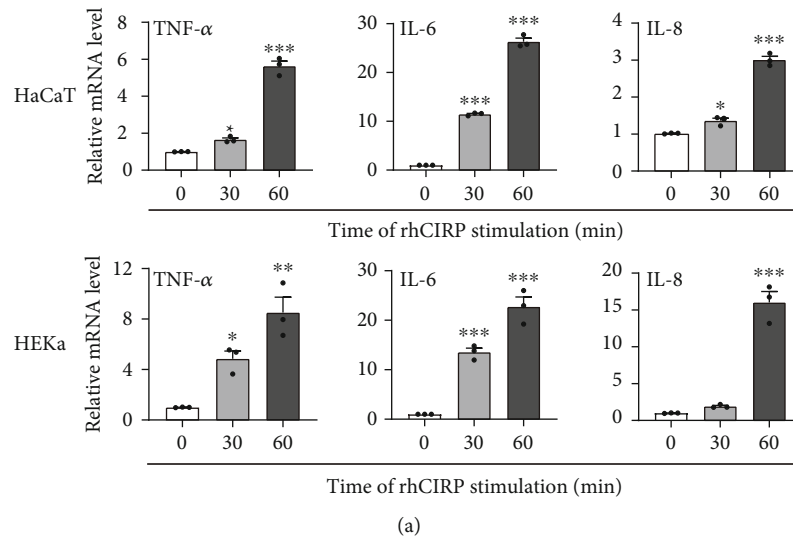 HaCaT
Relative mRNA level
TNF-α
8
6
4
2
0
*
***
0 30 60
IL-6
30
20
10
0
***
***
0 30 60
IL-8
4
3
2
1
0
*
***
0 30 60
Time of rhCIRP stimulation (min)
HEKa
Relative mRNA level
TNF-α
12
8
4
0
*
**
0 30 60
IL-6
30
20
10
0
***
***
0 30 60
IL-8
20
15
10
5
0
***
0 30 60
Time of rhCIRP stimulation (min)
(a)